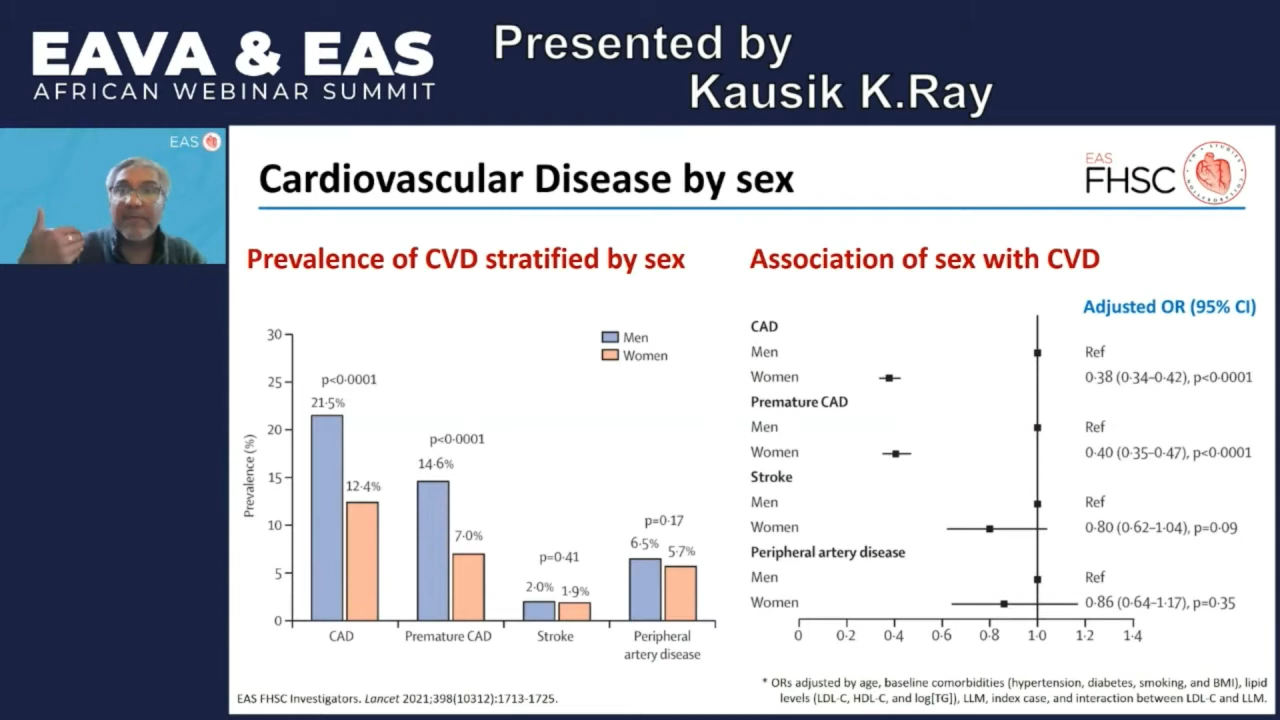 EAVA & EAS
AFRICAN WEBINAR SUMMIT
Presented by
Kausik K.Ray
EAS
Cardiovascular Disease by sex
EAS
FHSC
Prevalence of CVD stratified by sex
Prevalence (%)
30
25
20
15
10
5
0
Men
Women
p<0·0001
21·5%
12·4%
p<0·0001
14·6%
7·0%
p=0·41
2·0%
1·9%
p=0·17
6·5%
5·7%
CAD
Premature CAD
Stroke
Peripheral
artery disease
EAS FHSC Investigators. Lancet 2021;398(10312):1713-1725.
Association of sex with CVD
Adjusted OR (95% CI)
CAD
Men Ref
Women 0·38 (0·34–0·42), p<0·0001
Premature CAD
Men Ref
Women 0·40 (0·35–0·47), p<0·0001
Stroke
Men Ref
Women 0·80 (0·62–1·04), p=0·09
Peripheral artery disease
Men Ref
Women 0·86 (0·64–1·17), p=0·35
0 0·2 0·4 0·6 0·8 1·0 1·2 1·4
* ORs adjusted by age, baseline comorbidities (hypertension, diabetes, smoking, and BMI), lipid
levels (LDL-C, HDL-C, and log[TG]), LLM, index case, and interaction between LDL-C and LLM.